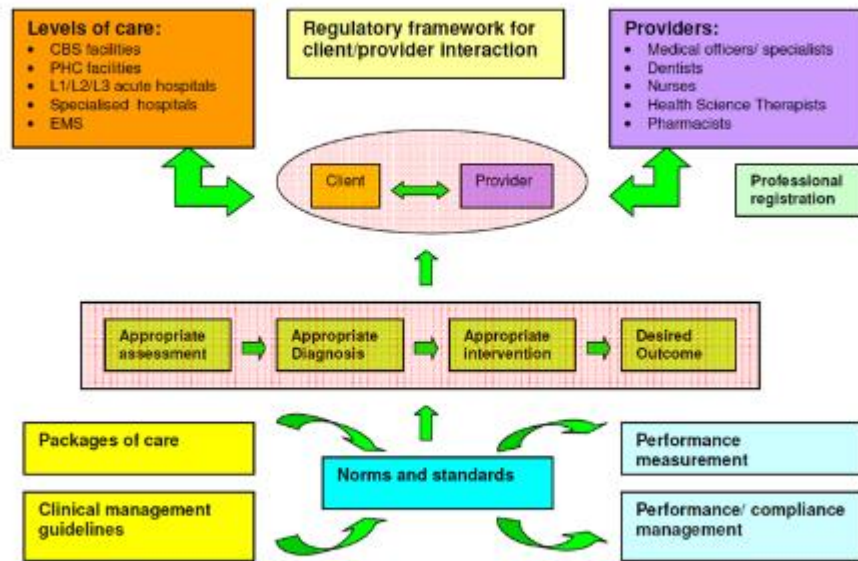 Levels of care:
• CBS facilities
• PHC facilities
• L1/L2/L3 acute hospitals
• Specialised hospitals
• EMS
Regulatory framework for
client/provider interaction
Providers:
• Medical officers/ specialists
• Dentists
• Nurses
• Health Science Therapists
• Pharmacists
Client
Provider
Professional
registration
Appropriate
assessment
Appropriate
Diagnosis
Appropriate
intervention
Desired
Outcome
Packages of care
Norms and standards
Performance
measurement
Clinical management
guidelines
Performance/ compliance
management